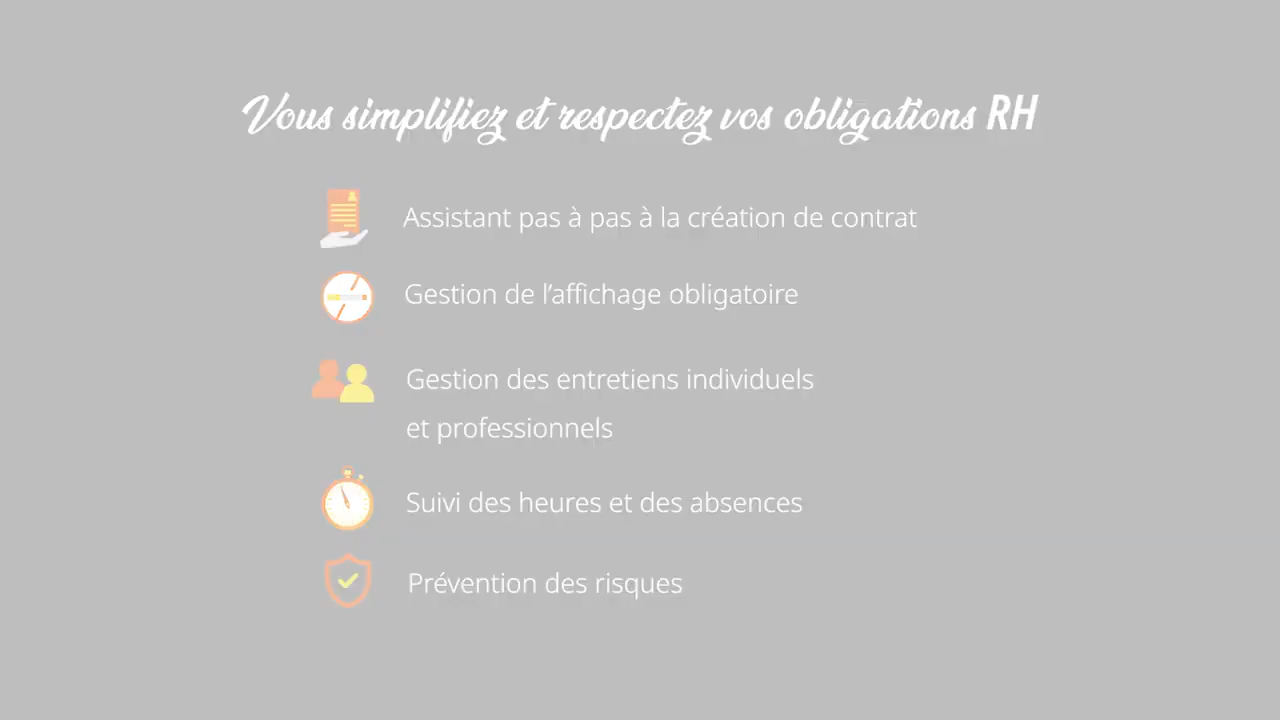 Vous simplifiez et respectez vos obligations RH
Assistant pas à pas à la création de contrat
Gestion de l’affichage obligatoire
Gestion des entretiens individuels
et professionnels
Suivi des heures et des absences
Prévention des risques